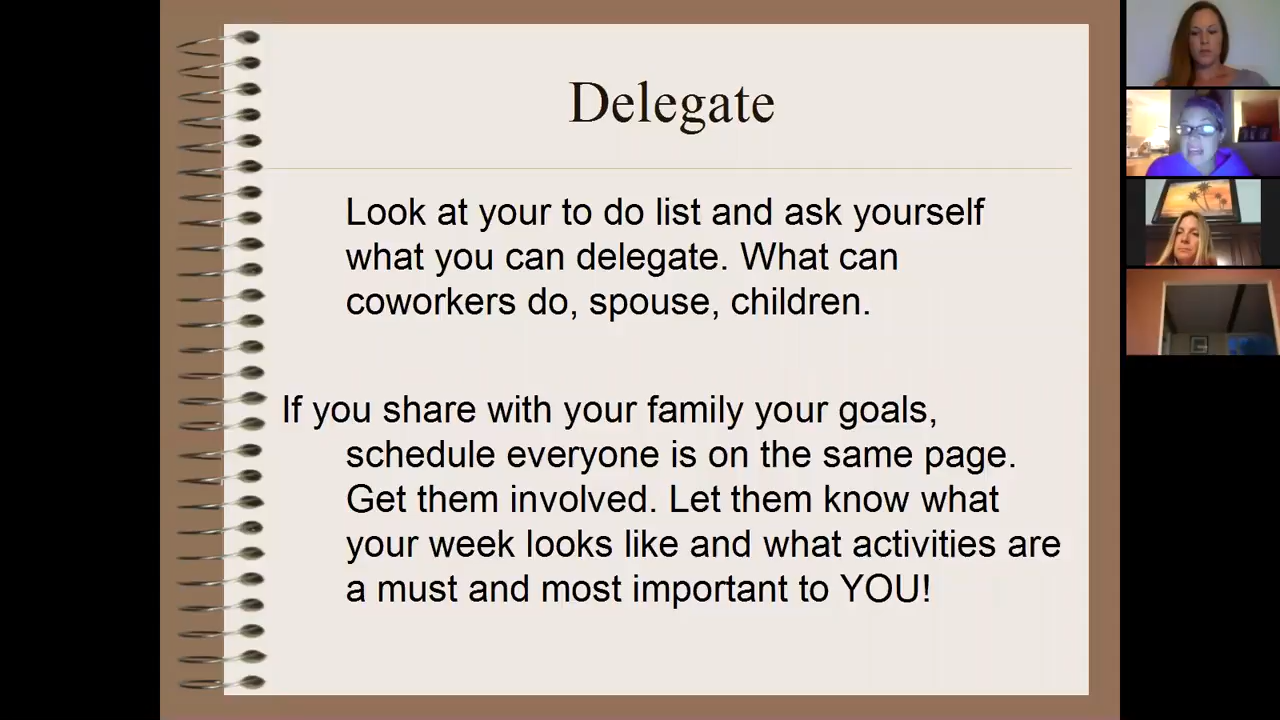 Delegate
Look at your to do list and ask yourself
what you can delegate. What can
coworkers do, spouse, children.
If you share with your family your goals,
schedule everyone is on the same page.
Get them involved. Let them know what
your week looks like and what activities are
a must and most important to YOU!